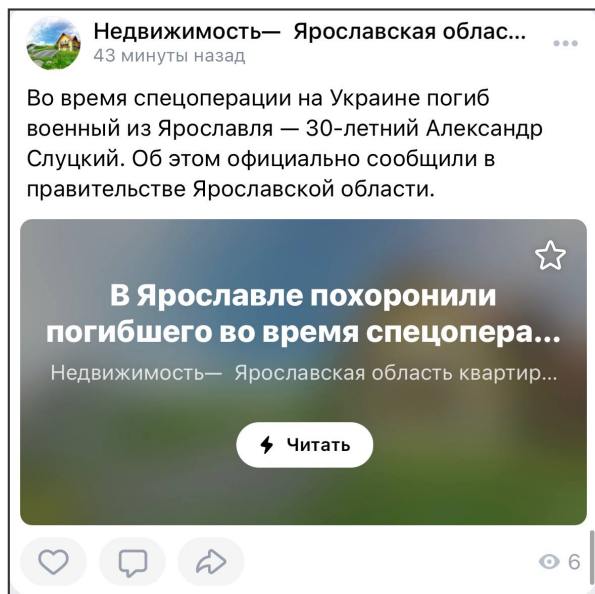 Недвижимость— Ярославская облас...
43 минуты назад
Во время спецоперации на Украине погиб
военный из Ярославля — 30-летний Александр
Слуцкий. Об этом официально сообщили в
правительстве Ярославской области.
В Ярославле похоронили
погибшего во время спецопера...
Недвижимость— Ярославская область квартир...
Читать
6